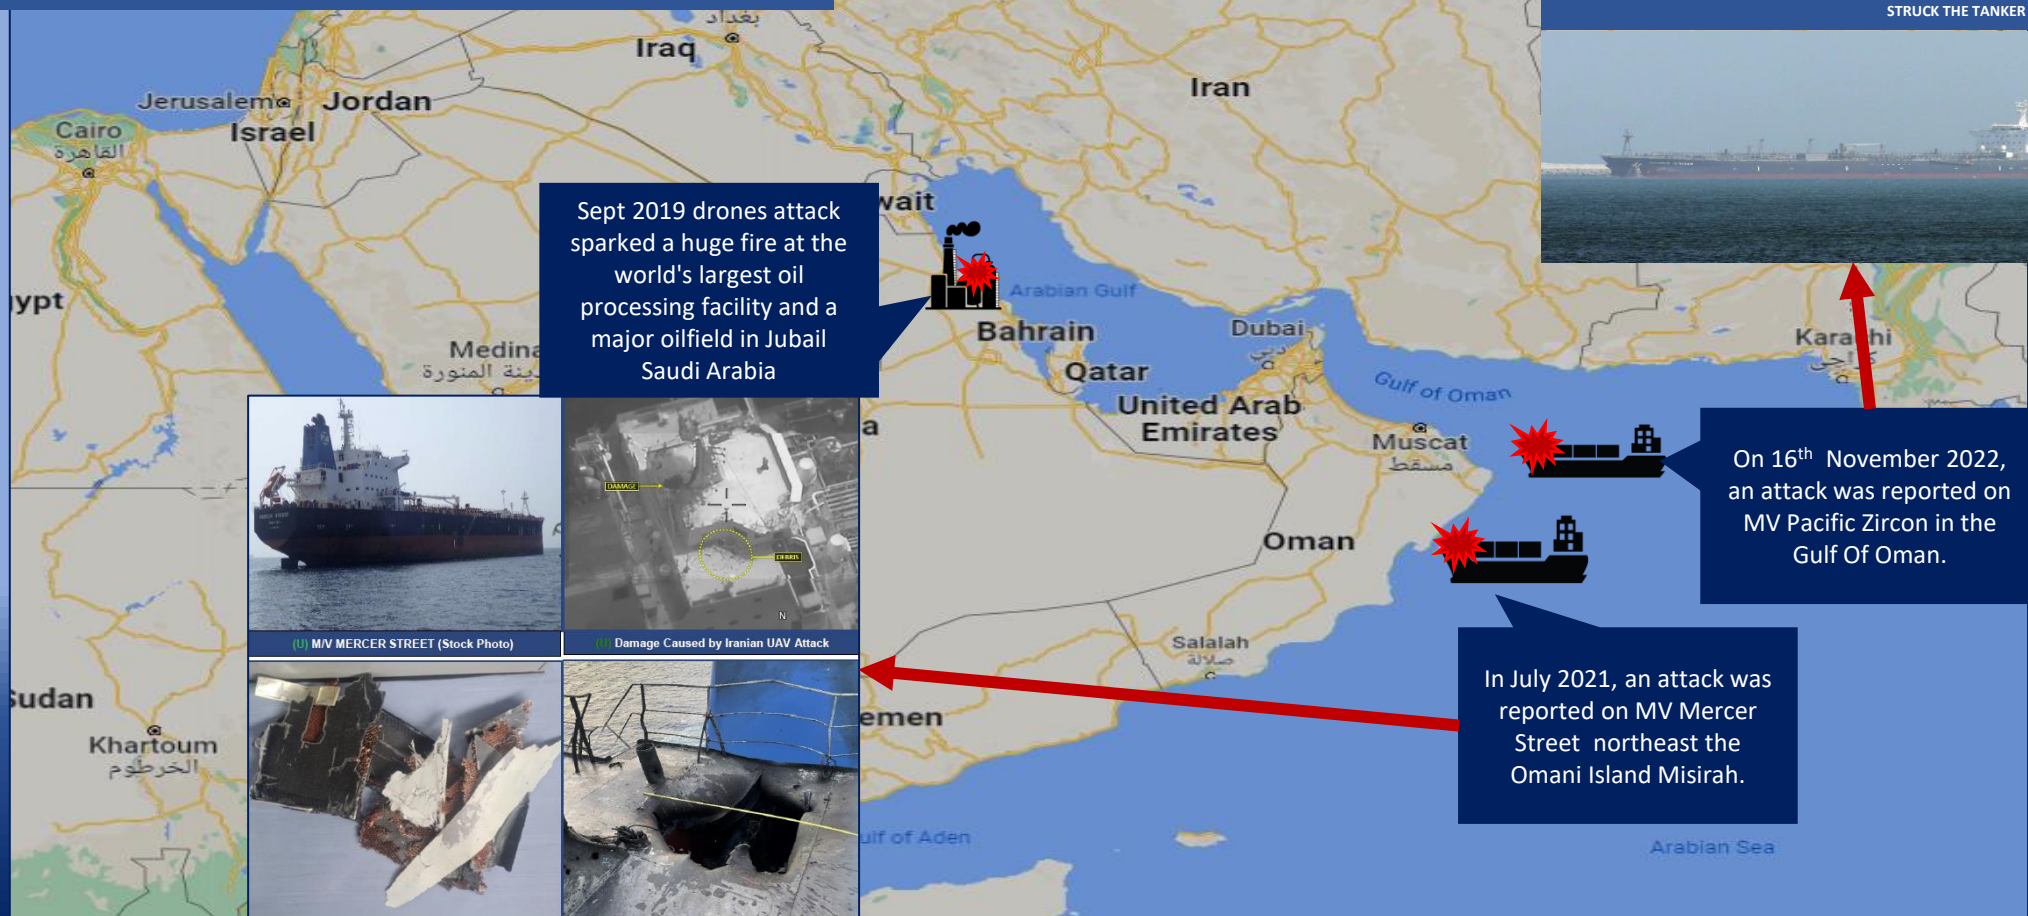 STRUCK THE TANKER
بغداد
Iraq
Iran
Jerusalem
Jordan
Israel
Cairo
القاهرة
Sept 2019 drones attack
sparked a huge fire at the
world's largest oil
processing facility and a
major oilfield in Jubail
Saudi Arabia
wait
Arabian Gulf
ypt
Bahrain
Dubai
دبي
Karachi
كراچی
Medina
ينة المنورة
Qatar
Gulf of Oman
United Arab
Emirates
a
Muscat
مسقط
On 16th November 2022,
an attack was reported on
MV Pacific Zircon in the
Gulf Of Oman.
DAMAGE
DEBRIS
N
Oman
(U) M/V MERCER STREET (Stock Photo)
(U) Damage Caused by Iranian UAV Attack
Salalah
صلالة
In July 2021, an attack was
reported on MV Mercer
Street northeast the
Omani Island Misirah.
Sudan
emen
Khartoum
الخرطوم
ulf of Aden
Arabian Sea